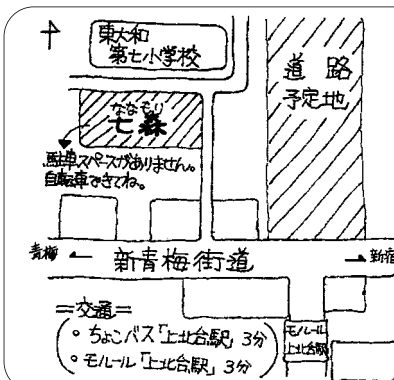 東大和
第七小学校
道路
予定地
ななもり
七森
駐車スペースがありません。
自転車できてね。
青梅 ← 新青梅街道 → 新宿
＝交通＝
・ちょこバス「上北台駅」3分
・モルール「上北台駅」3分
モルール
上北台駅